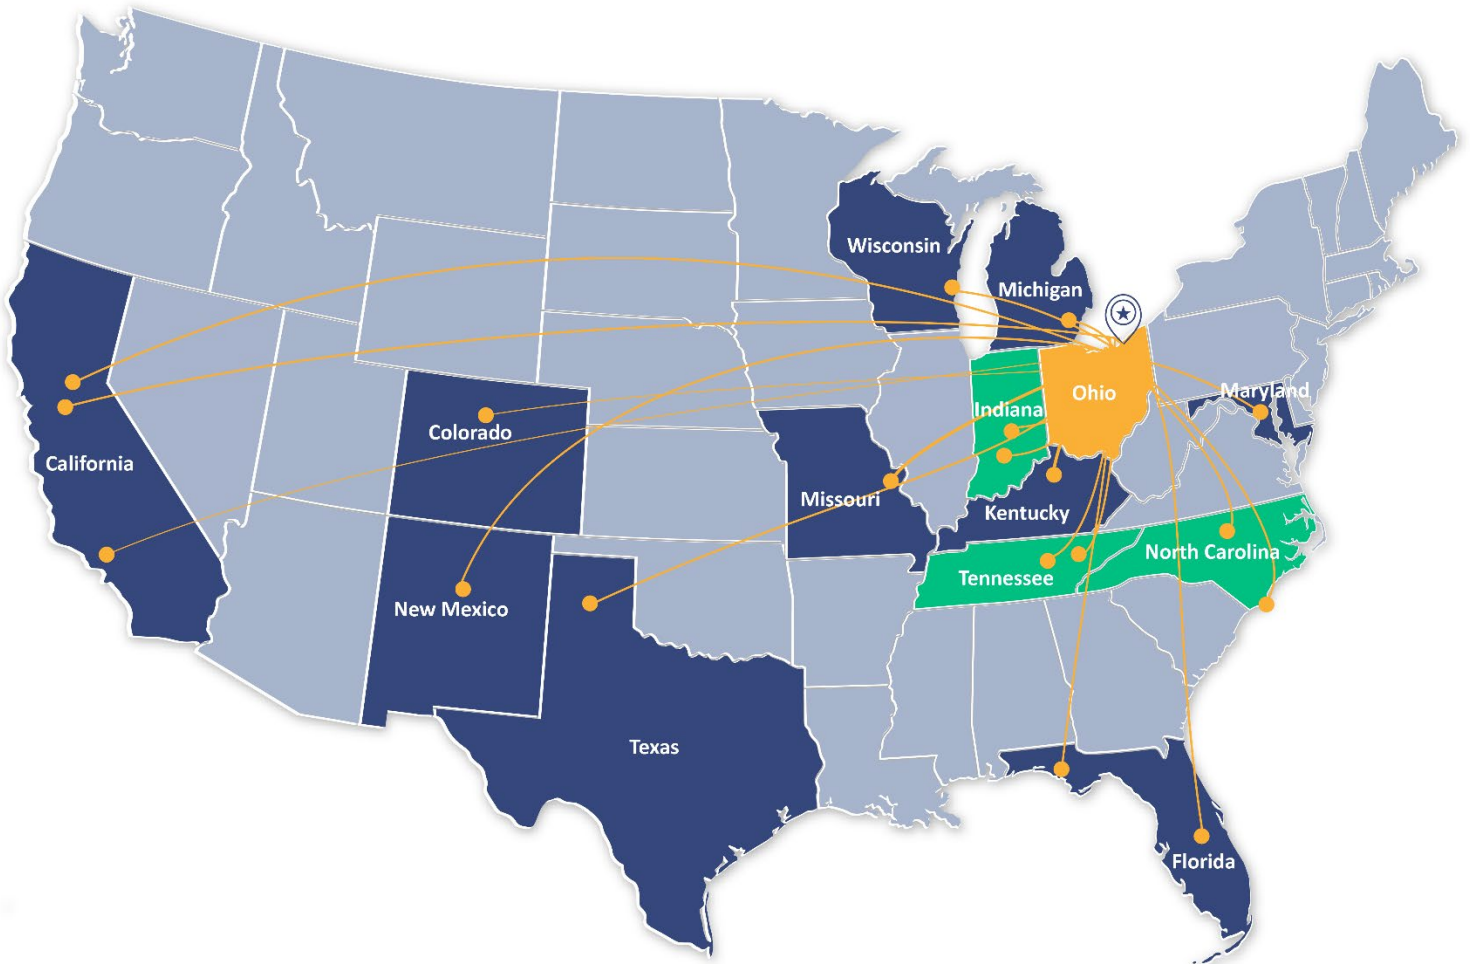 Wisconsin
Michigan
Maryland
Ohio
Indiana
Colorado
California
Missouri
Kentucky
North Carolina
Tennessee
New Mexico
Texas
Florida